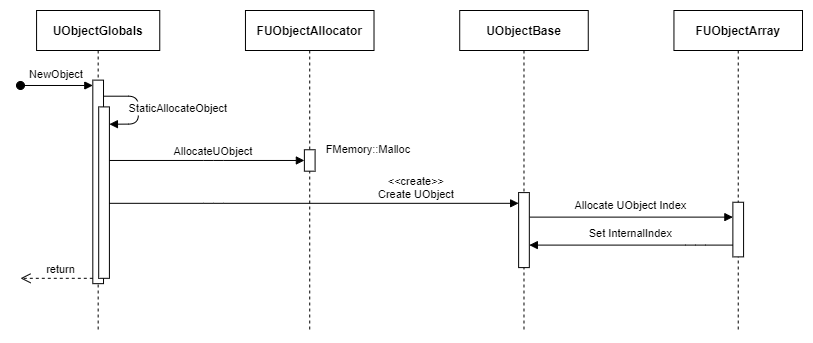 UObjectGlobals
FUObjectAllocator
UObjectBase
FUObjectArray
NewObject
StaticAllocateObject
AllocateUObject
FMemory::Malloc
<<create>>
Create UObject
Allocate UObject Index
Set InternalIndex
return